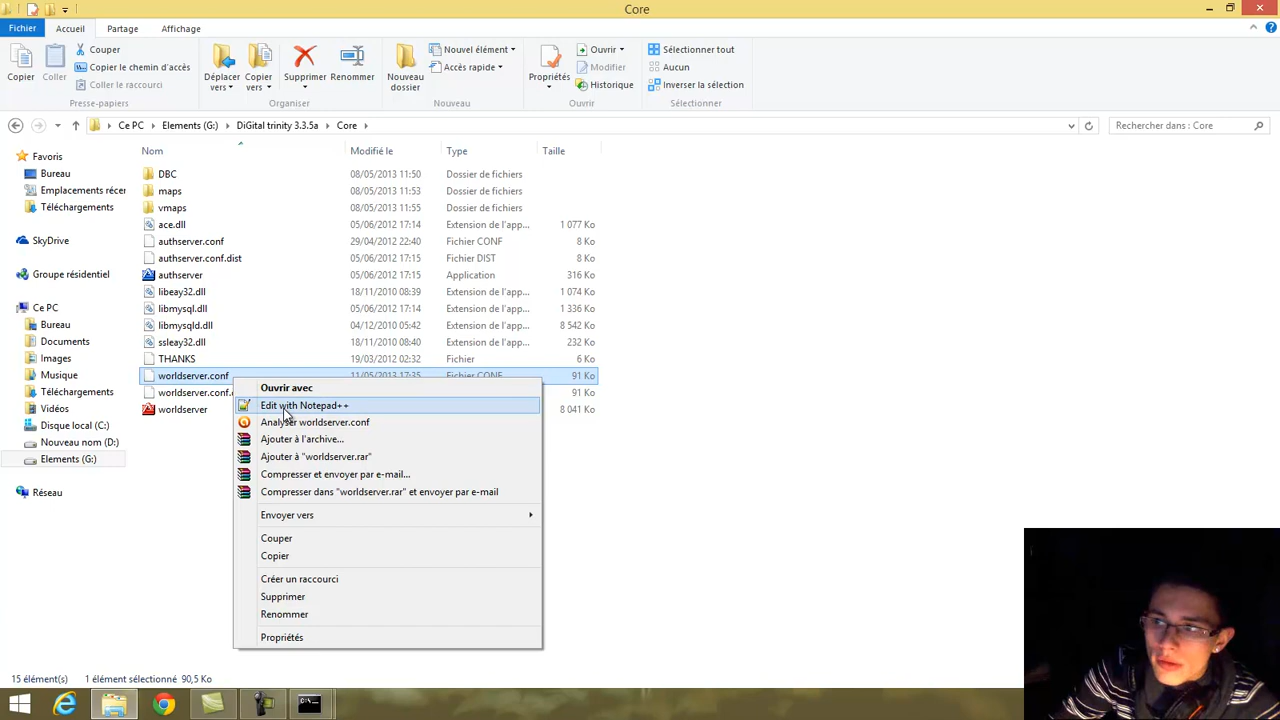 Core
Fichier
Accueil
Partage
Affichage
Copier
Coller
Couper
Copier le chemin d'accès
Coller le raccourci
Presse-papiers
Déplacer vers
Copier vers
Supprimer
Renommer
Organiser
Nouveau dossier
Nouvel élément
Accès rapide
Nouveau
Propriétés
Ouvrir
Modifier
Historique
Ouvrir
Sélectionner tout
Aucun
Inverser la sélection
Sélectionner
Ce PC
Elements (G:)
DiGital trinity 3.3.5a
Core
Rechercher dans : Core
Nom Modifié le Type Taille
Favoris
Bureau
Emplacements récer
Téléchargements
SkyDrive
Groupe résidentiel
Ce PC
Bureau
Documents
Images
Musique
Téléchargements
Vidéos
Disque local (C:)
Nouveau nom (D:)
Elements (G:)
Réseau
DBC 08/05/2013 11:50 Dossier de fichiers
maps 08/05/2013 11:53 Dossier de fichiers
vmaps 08/05/2013 11:55 Dossier de fichiers
ace.dll 05/06/2012 17:14 Extension de l'app... 1 077 Ko
authserver.conf 29/04/2012 22:40 Fichier CONF 8 Ko
authserver.conf.dist 05/06/2012 17:15 Fichier DIST 8 Ko
authserver 05/06/2012 17:15 Application 316 Ko
libeay32.dll 18/11/2010 08:39 Extension de l'app... 1 074 Ko
libmysql.dll 05/06/2012 17:14 Extension de l'app... 1 336 Ko
libmysqld.dll 04/12/2010 05:42 Extension de l'app... 8 542 Ko
ssleay32.dll 18/11/2010 08:40 Extension de l'app... 232 Ko
THANKS 19/03/2012 02:32 Fichier 6 Ko
worldserver.conf 11/05/2013 17:35 Fichier CONF 91 Ko
worldserver.conf. 91 Ko
worldserver 8 041 Ko
Ouvrir avec
Edit with Notepad++
Analyser worldserver.conf
Ajouter à l'archive...
Ajouter à "worldserver.rar"
Compresser et envoyer par e-mail...
Compresser dans "worldserver.rar" et envoyer par e-mail
Envoyer vers
Couper
Copier
Créer un raccourci
Supprimer
Renommer
Propriétés
15 élément(s) 1 élément sélectionné 90,5 Ko